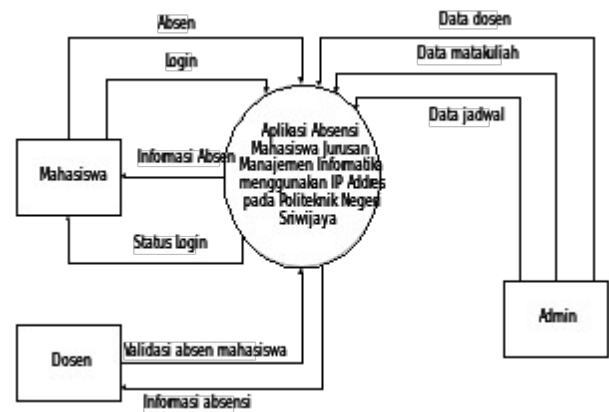 Absen
Data dosen
Login
Data matakuliah
Data jadwal
Aplikasi Absensi
Mahasiswa Jurusan
Manajemen Informatika
menggunakan IP Addres
pada Politeknik Negeri
Sriwijaya
Informasi Absen
Mahasiswa
Status Login
Admin
Validasi absen mahasiswa
Dosen
Informasi absensi